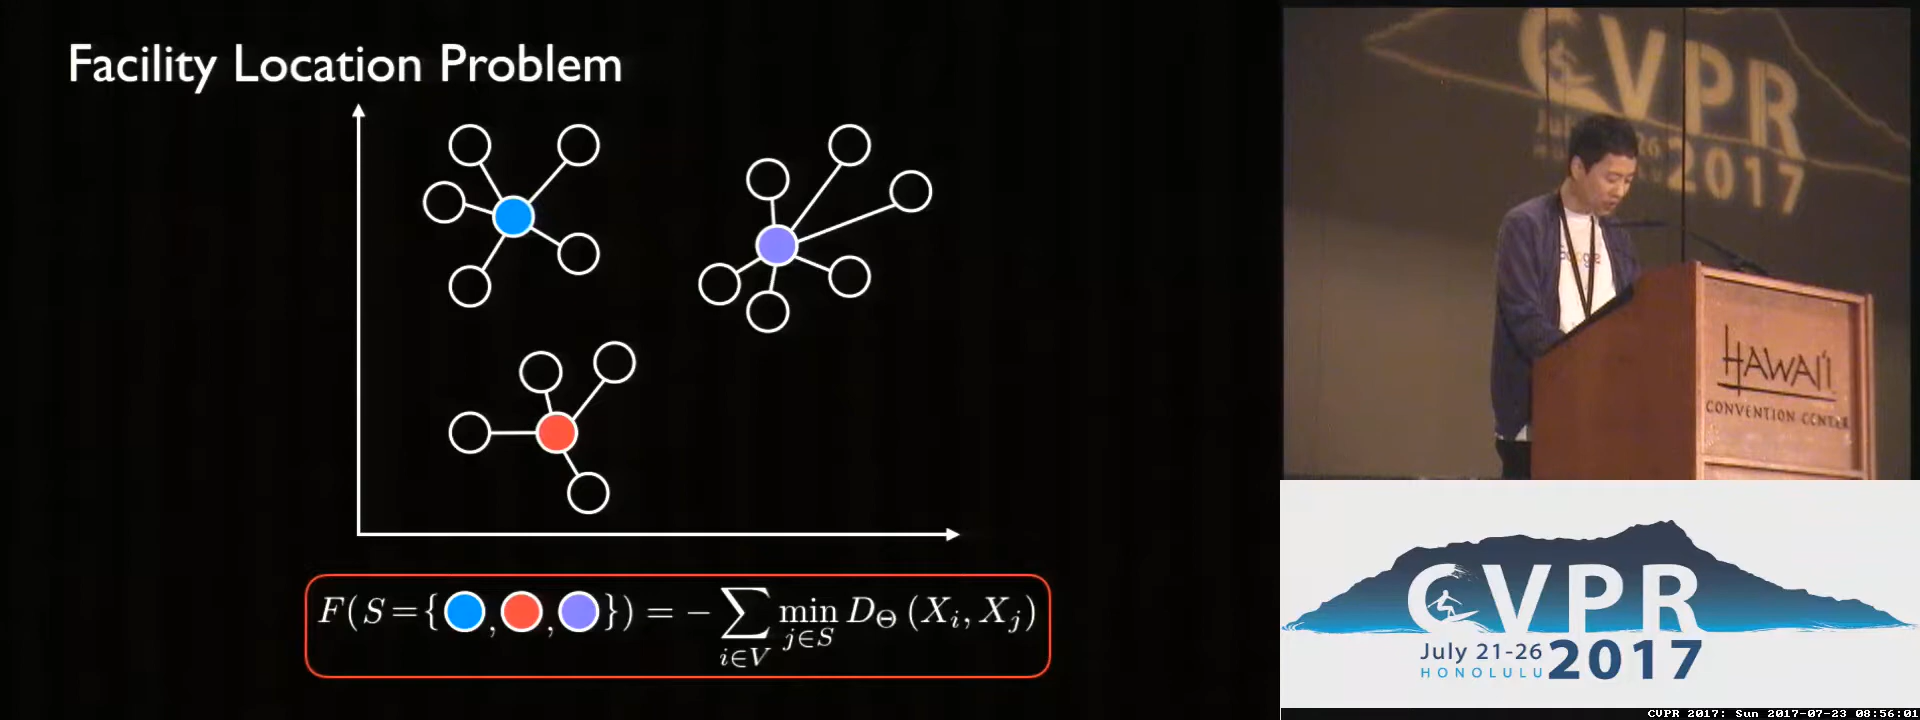 Facility Location Problem
F(S={ , , }) = − ∑_{i∈V} min_{j∈S} D_Θ (X_i, X_j)
CVPR
2017
HAWAI'I
CONVENTION CENTER
CVPR
July 21-26 2017
HONOLULU
CVPR 2017: Sun 2017-07-23 08:56:01